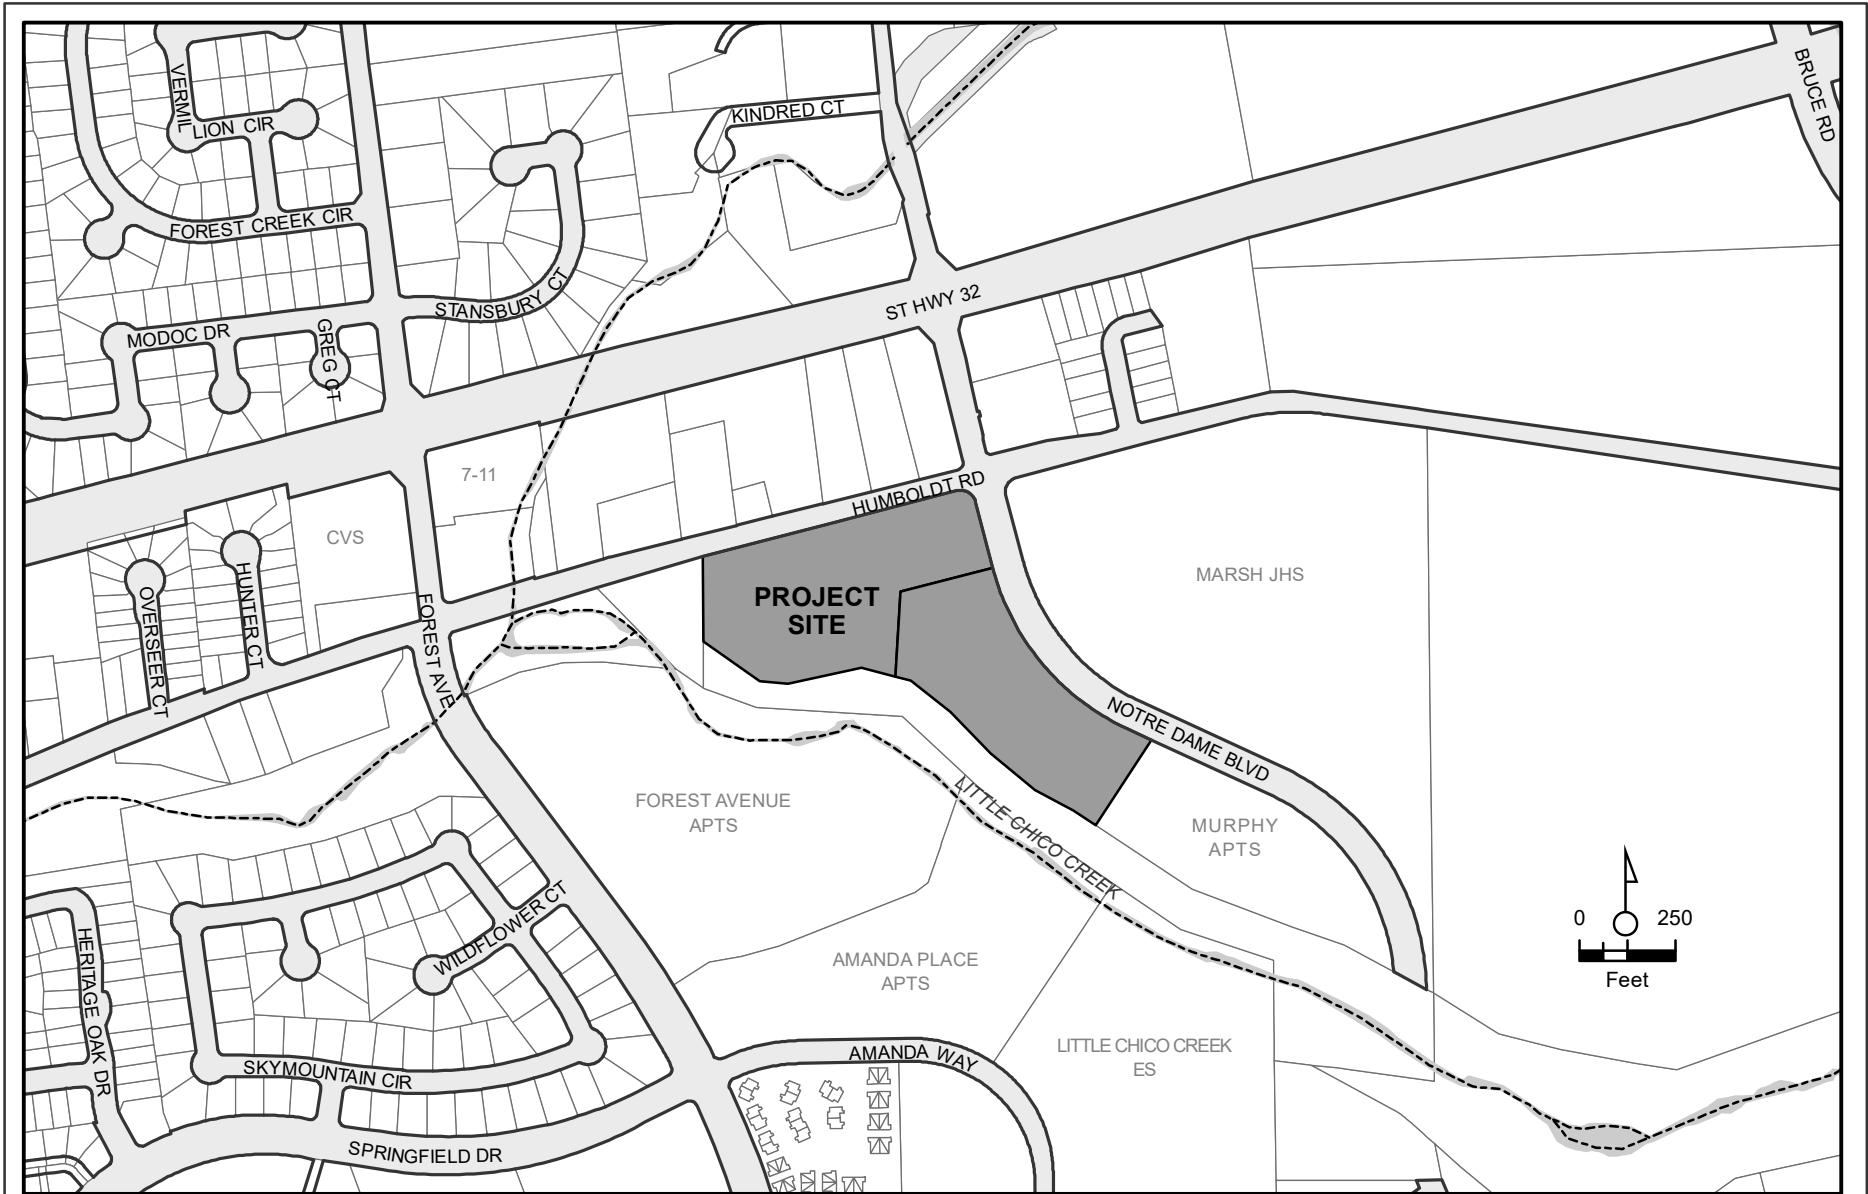 VERMIL
LION CIR
KINDRED CT
BRUCE RD
FOREST CREEK CIR
STANSBURY CT
ST HWY 32
MODOC DR
GREG CT
7-11
HUMBOLDT RD
CVS
HUNTER CT
OVERSEER CT
FOREST AVE
PROJECT
SITE
MARSH JHS
NOTRE DAME BLVD
FOREST AVENUE
APTS
LITTLE CHICO CREEK
MURPHY
APTS
WILDFLOWER CT
HERITAGE OAK DR
AMANDA PLACE
APTS
0 250
Feet
SKYMOUNTAIN CIR
AMANDA WAY
LITTLE CHICO CREEK
ES
SPRINGFIELD DR